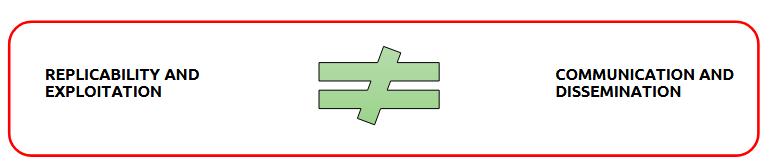 REPLICABILITY AND
EXPLOITATION
≠
COMMUNICATION AND
DISSEMINATION